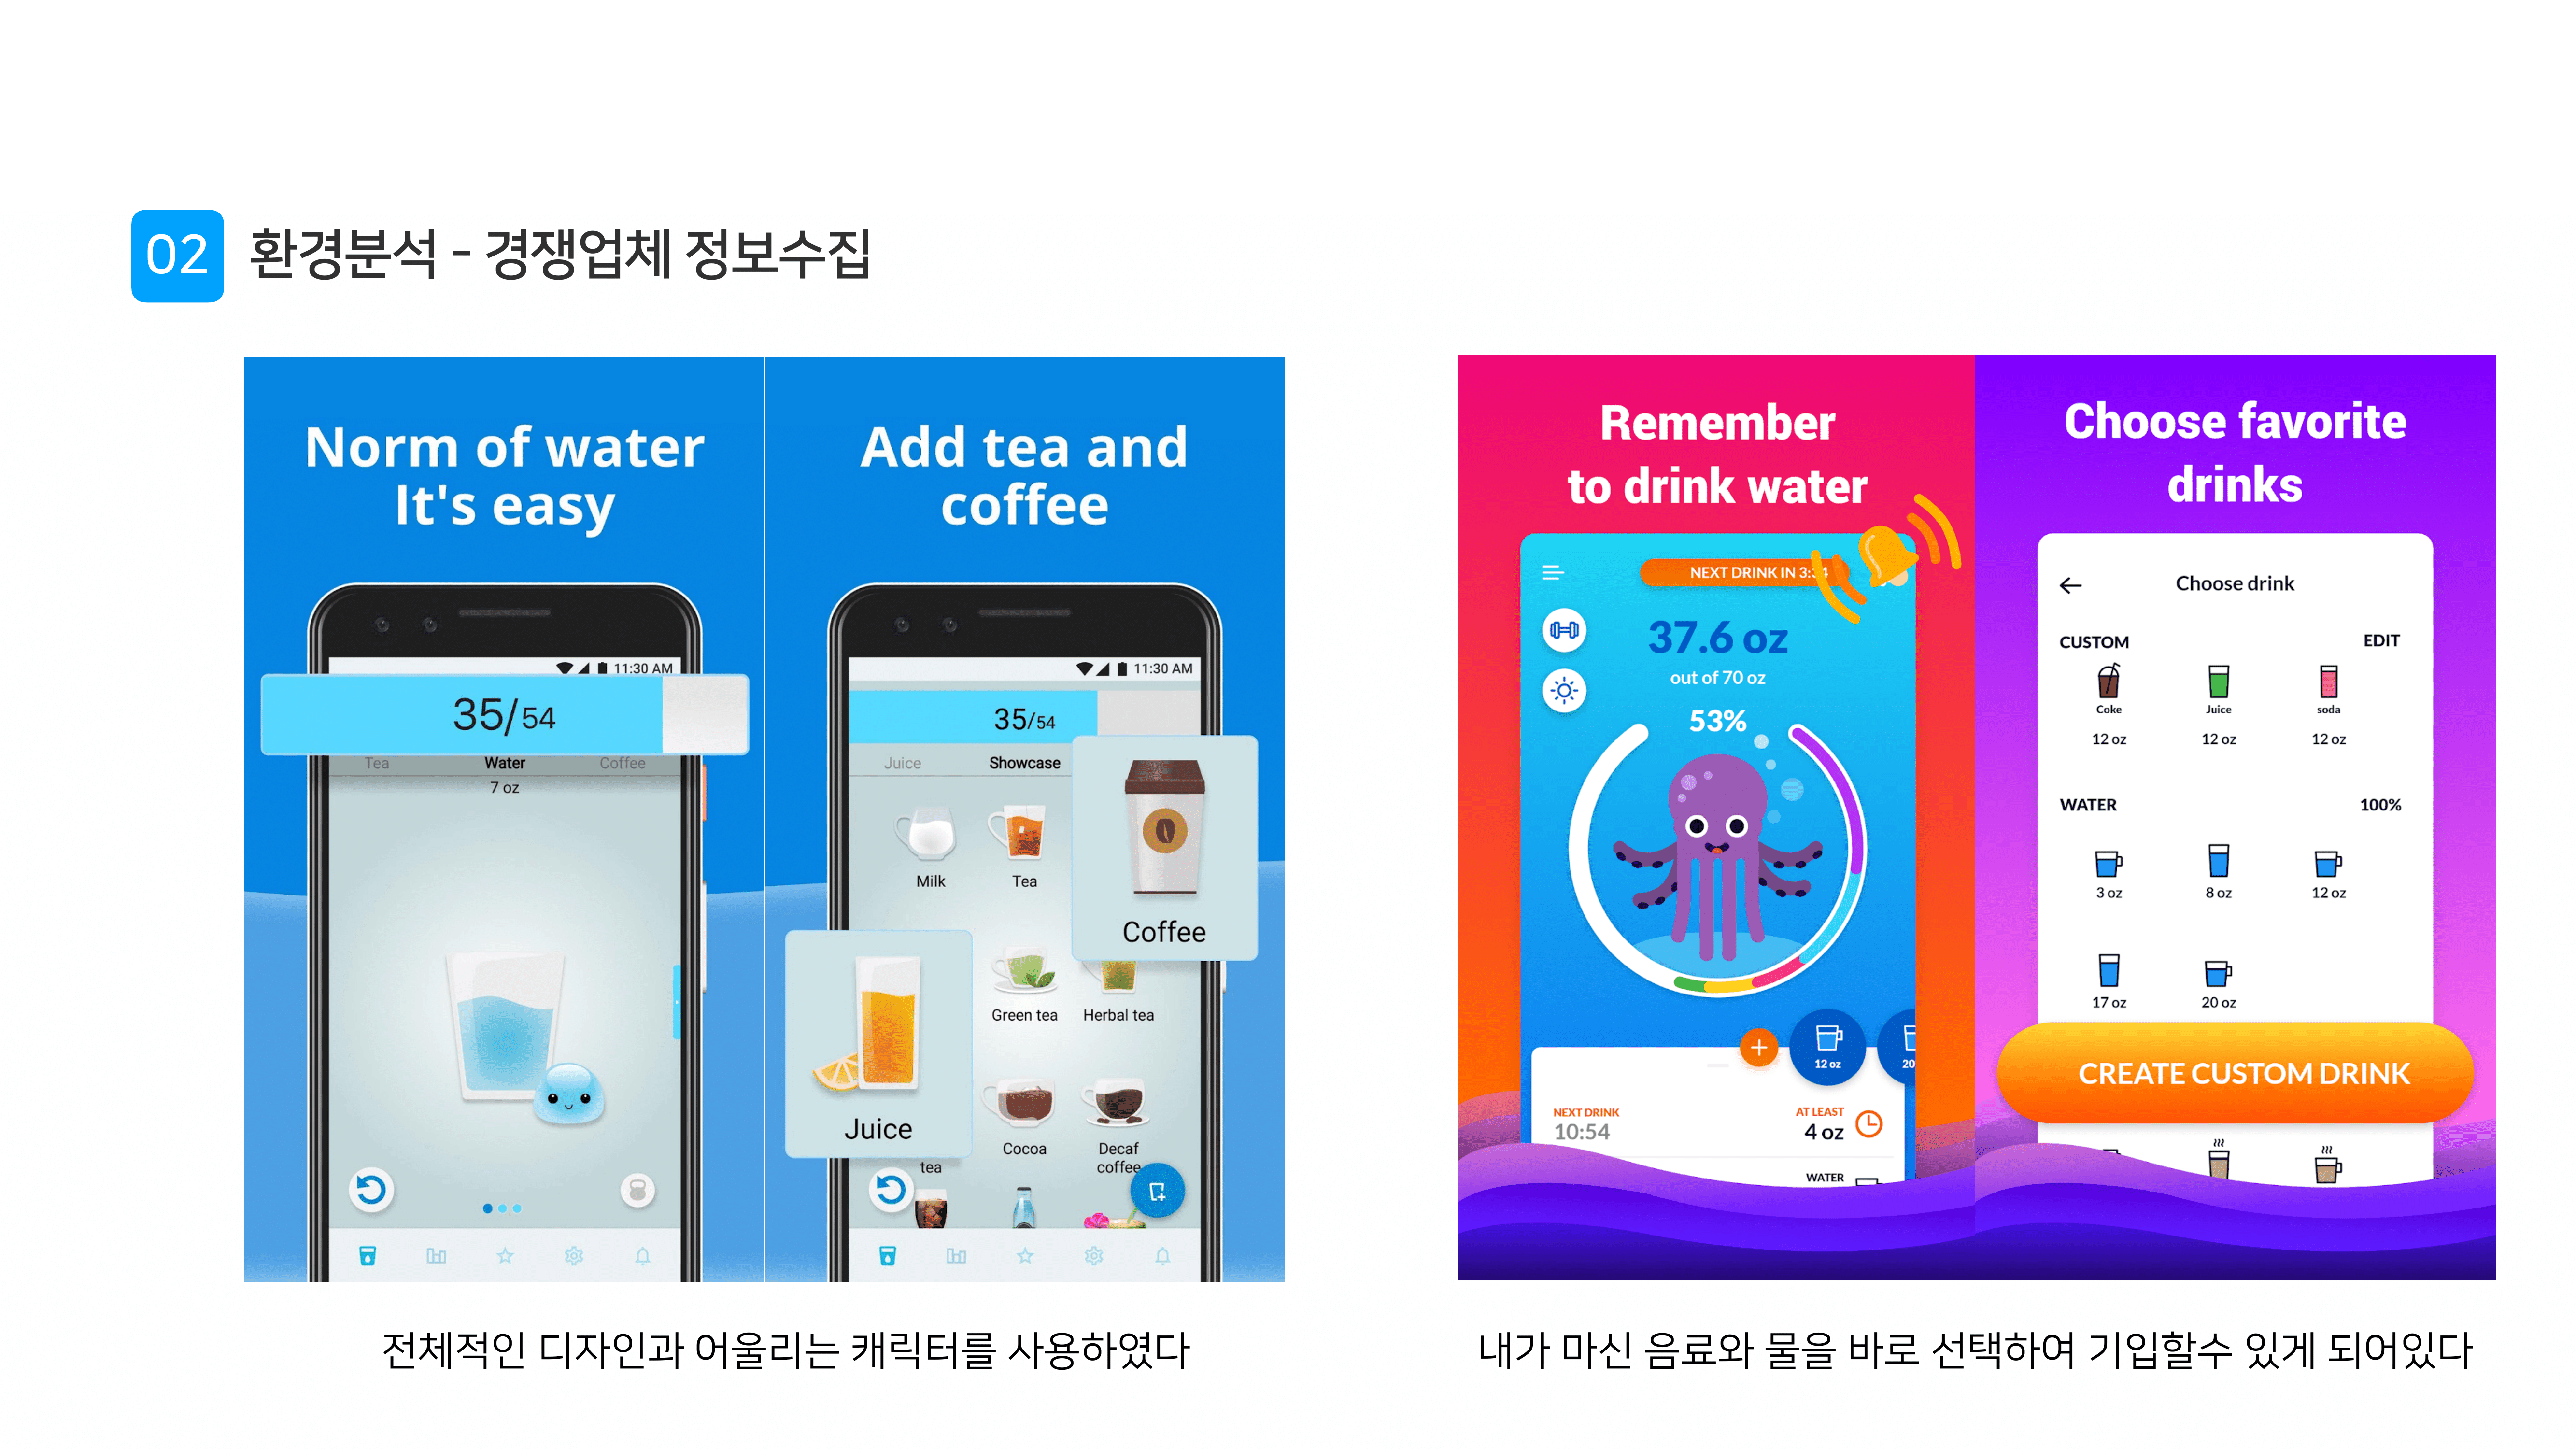 02
환경분석 - 경쟁업체 정보수집
Norm of water
It's easy
11:30 AM
35/54
Tea
Water
Coffee
7 oz
Add tea and
coffee
11:30 AM
35/54
Juice
Showcase
Milk
Tea
Coffee
Green tea
Herbal tea
Juice
Cocoa
Decaf
coffee
tea
Remember
to drink water
NEXT DRINK IN 3:
37.6 oz
out of 70 oz
53%
12 oz
20
NEXT DRINK
10:54
AT LEAST
4 oz
WATER
Choose favorite
drinks
Choose drink
CUSTOM
EDIT
Coke
Juice
soda
12 oz
12 oz
12 oz
WATER
100%
3 oz
8 oz
12 oz
17 oz
20 oz
CREATE CUSTOM DRINK
전체적인 디자인과 어울리는 캐릭터를 사용하였다
내가 마신 음료와 물을 바로 선택하여 기입할수 있게 되어있다